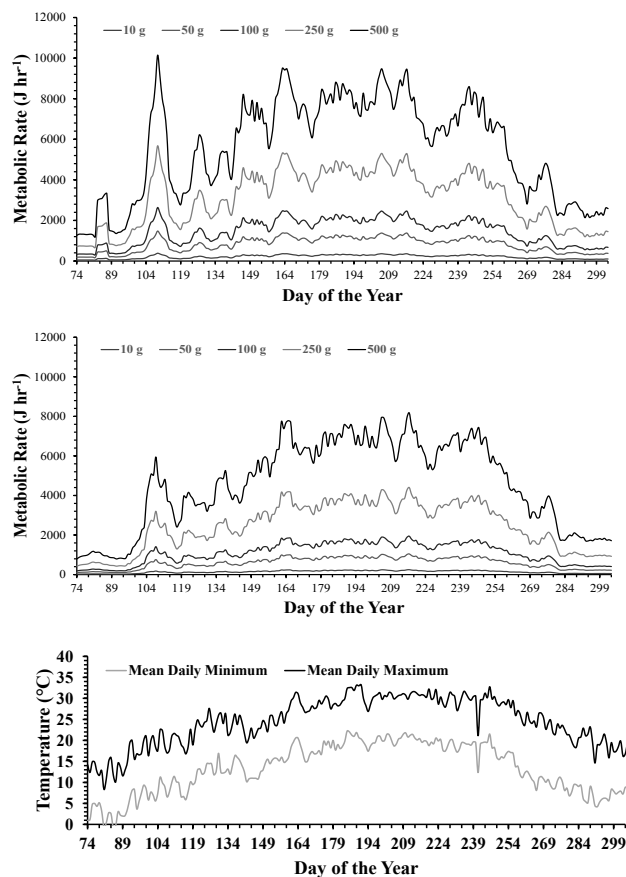 10 g 50 g 100 g 250 g 500 g
12000
10000
8000
6000
4000
2000
0
Metabolic Rate (J hr-1)
74 89 104 119 134 149 164 179 194 209 224 239 254 269 284 299
Day of the Year
10 g 50 g 100 g 250 g 500 g
12000
10000
8000
6000
4000
2000
0
Metabolic Rate (J hr-1)
74 89 104 119 134 149 164 179 194 209 224 239 254 269 284 299
Day of the Year
Mean Daily Minimum Mean Daily Maximum
40
35
30
25
20
15
10
5
0
Temperature (°C)
74 89 104 119 134 149 164 179 194 209 224 239 254 269 284 299
Day of the Year